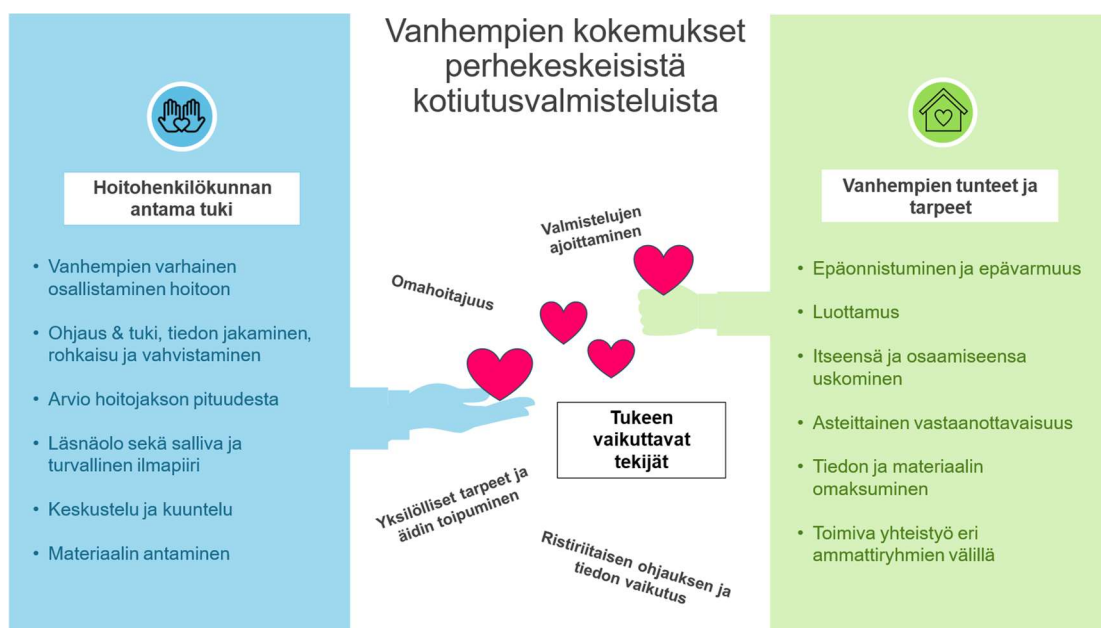 Vanhempien kokemukset
perhekeskeisistä
kotiutusvalmisteluista
Hoitohenkilökunnan
antama tuki
• Vanhempien varhainen
osallistaminen hoitoon
• Ohjaus & tuki, tiedon jakaminen,
rohkaisu ja vahvistaminen
• Arvio hoitojakson pituudesta
• Läsnäolo sekä salliva ja
turvallinen ilmapiiri
• Keskustelu ja kuuntelu
• Materiaalin antaminen
Valmistelujen
ajoittaminen
Omahoitajuus
Tukeen
vaikuttavat
tekijät
Yksilölliset tarpeet ja
äidin toipuminen
Ristiriitaisen ohjauksen ja
tiedon vaikutus
Vanhempien tunteet ja
tarpeet
• Epäonnistuminen ja epävarmuus
• Luottamus
• Itseensä ja osaamiseensa
uskominen
• Asteittainen vastaanottavaisuus
• Tiedon ja materiaalin
omaksuminen
• Toimiva yhteistyö eri
ammattiryhmien välillä